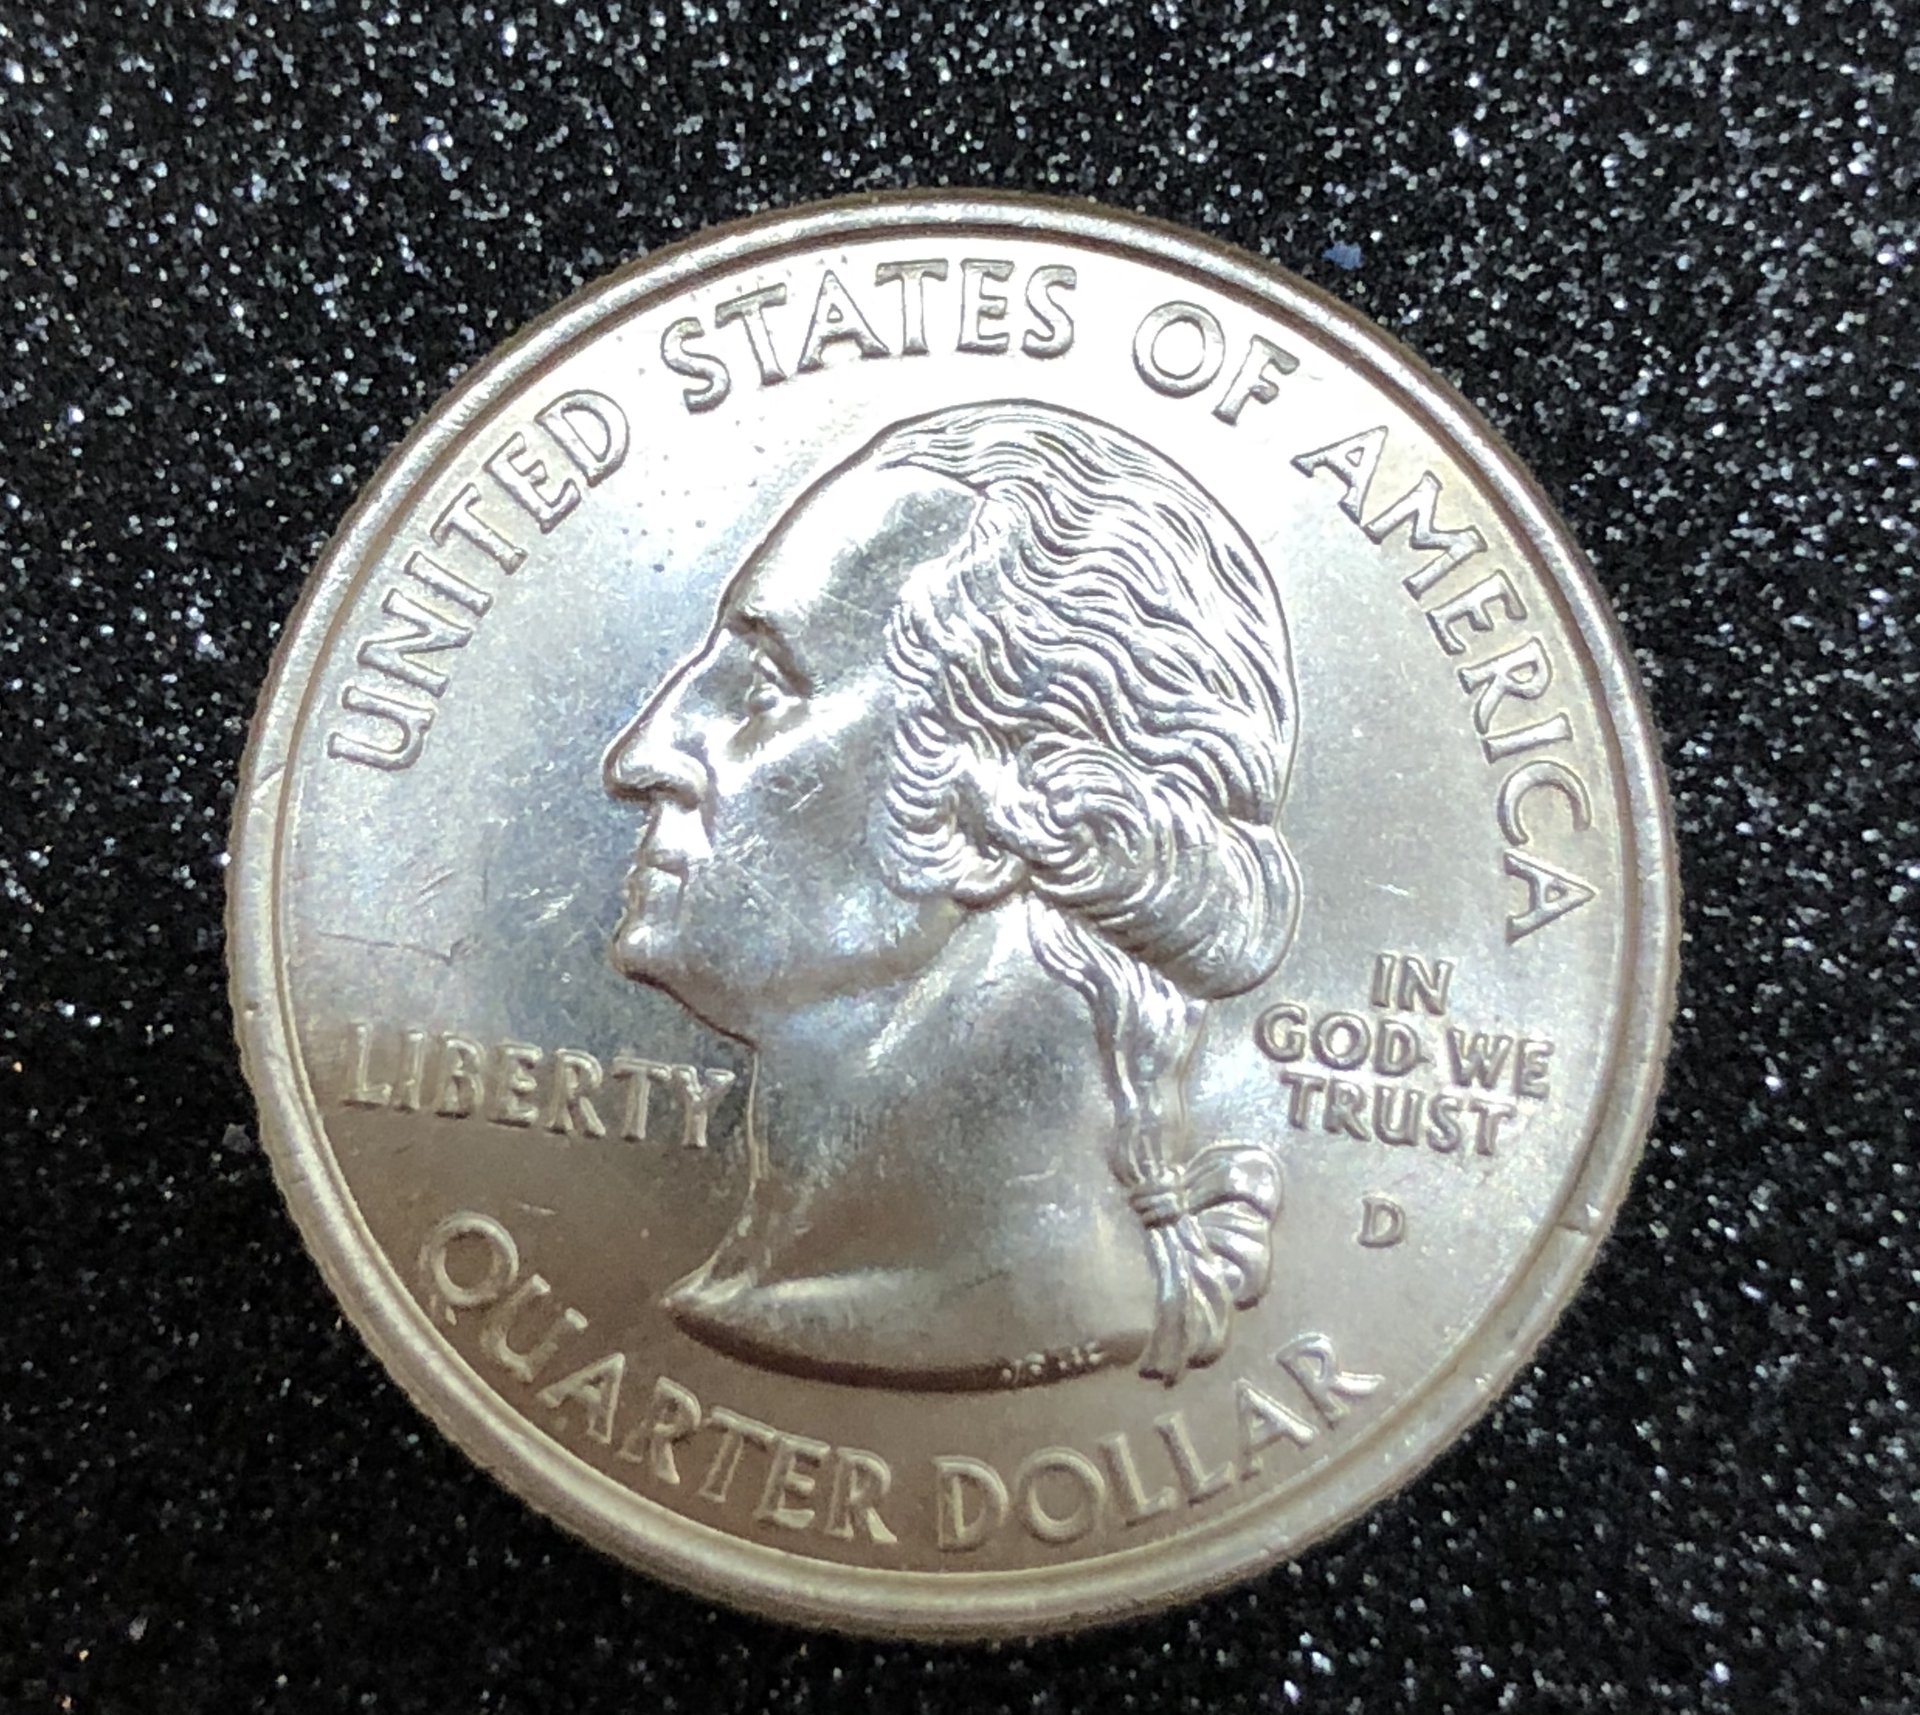 UNITED STATES OF AMERICA
LIBERTY
IN
GOD WE
TRUST
D
QUARTER DOLLAR